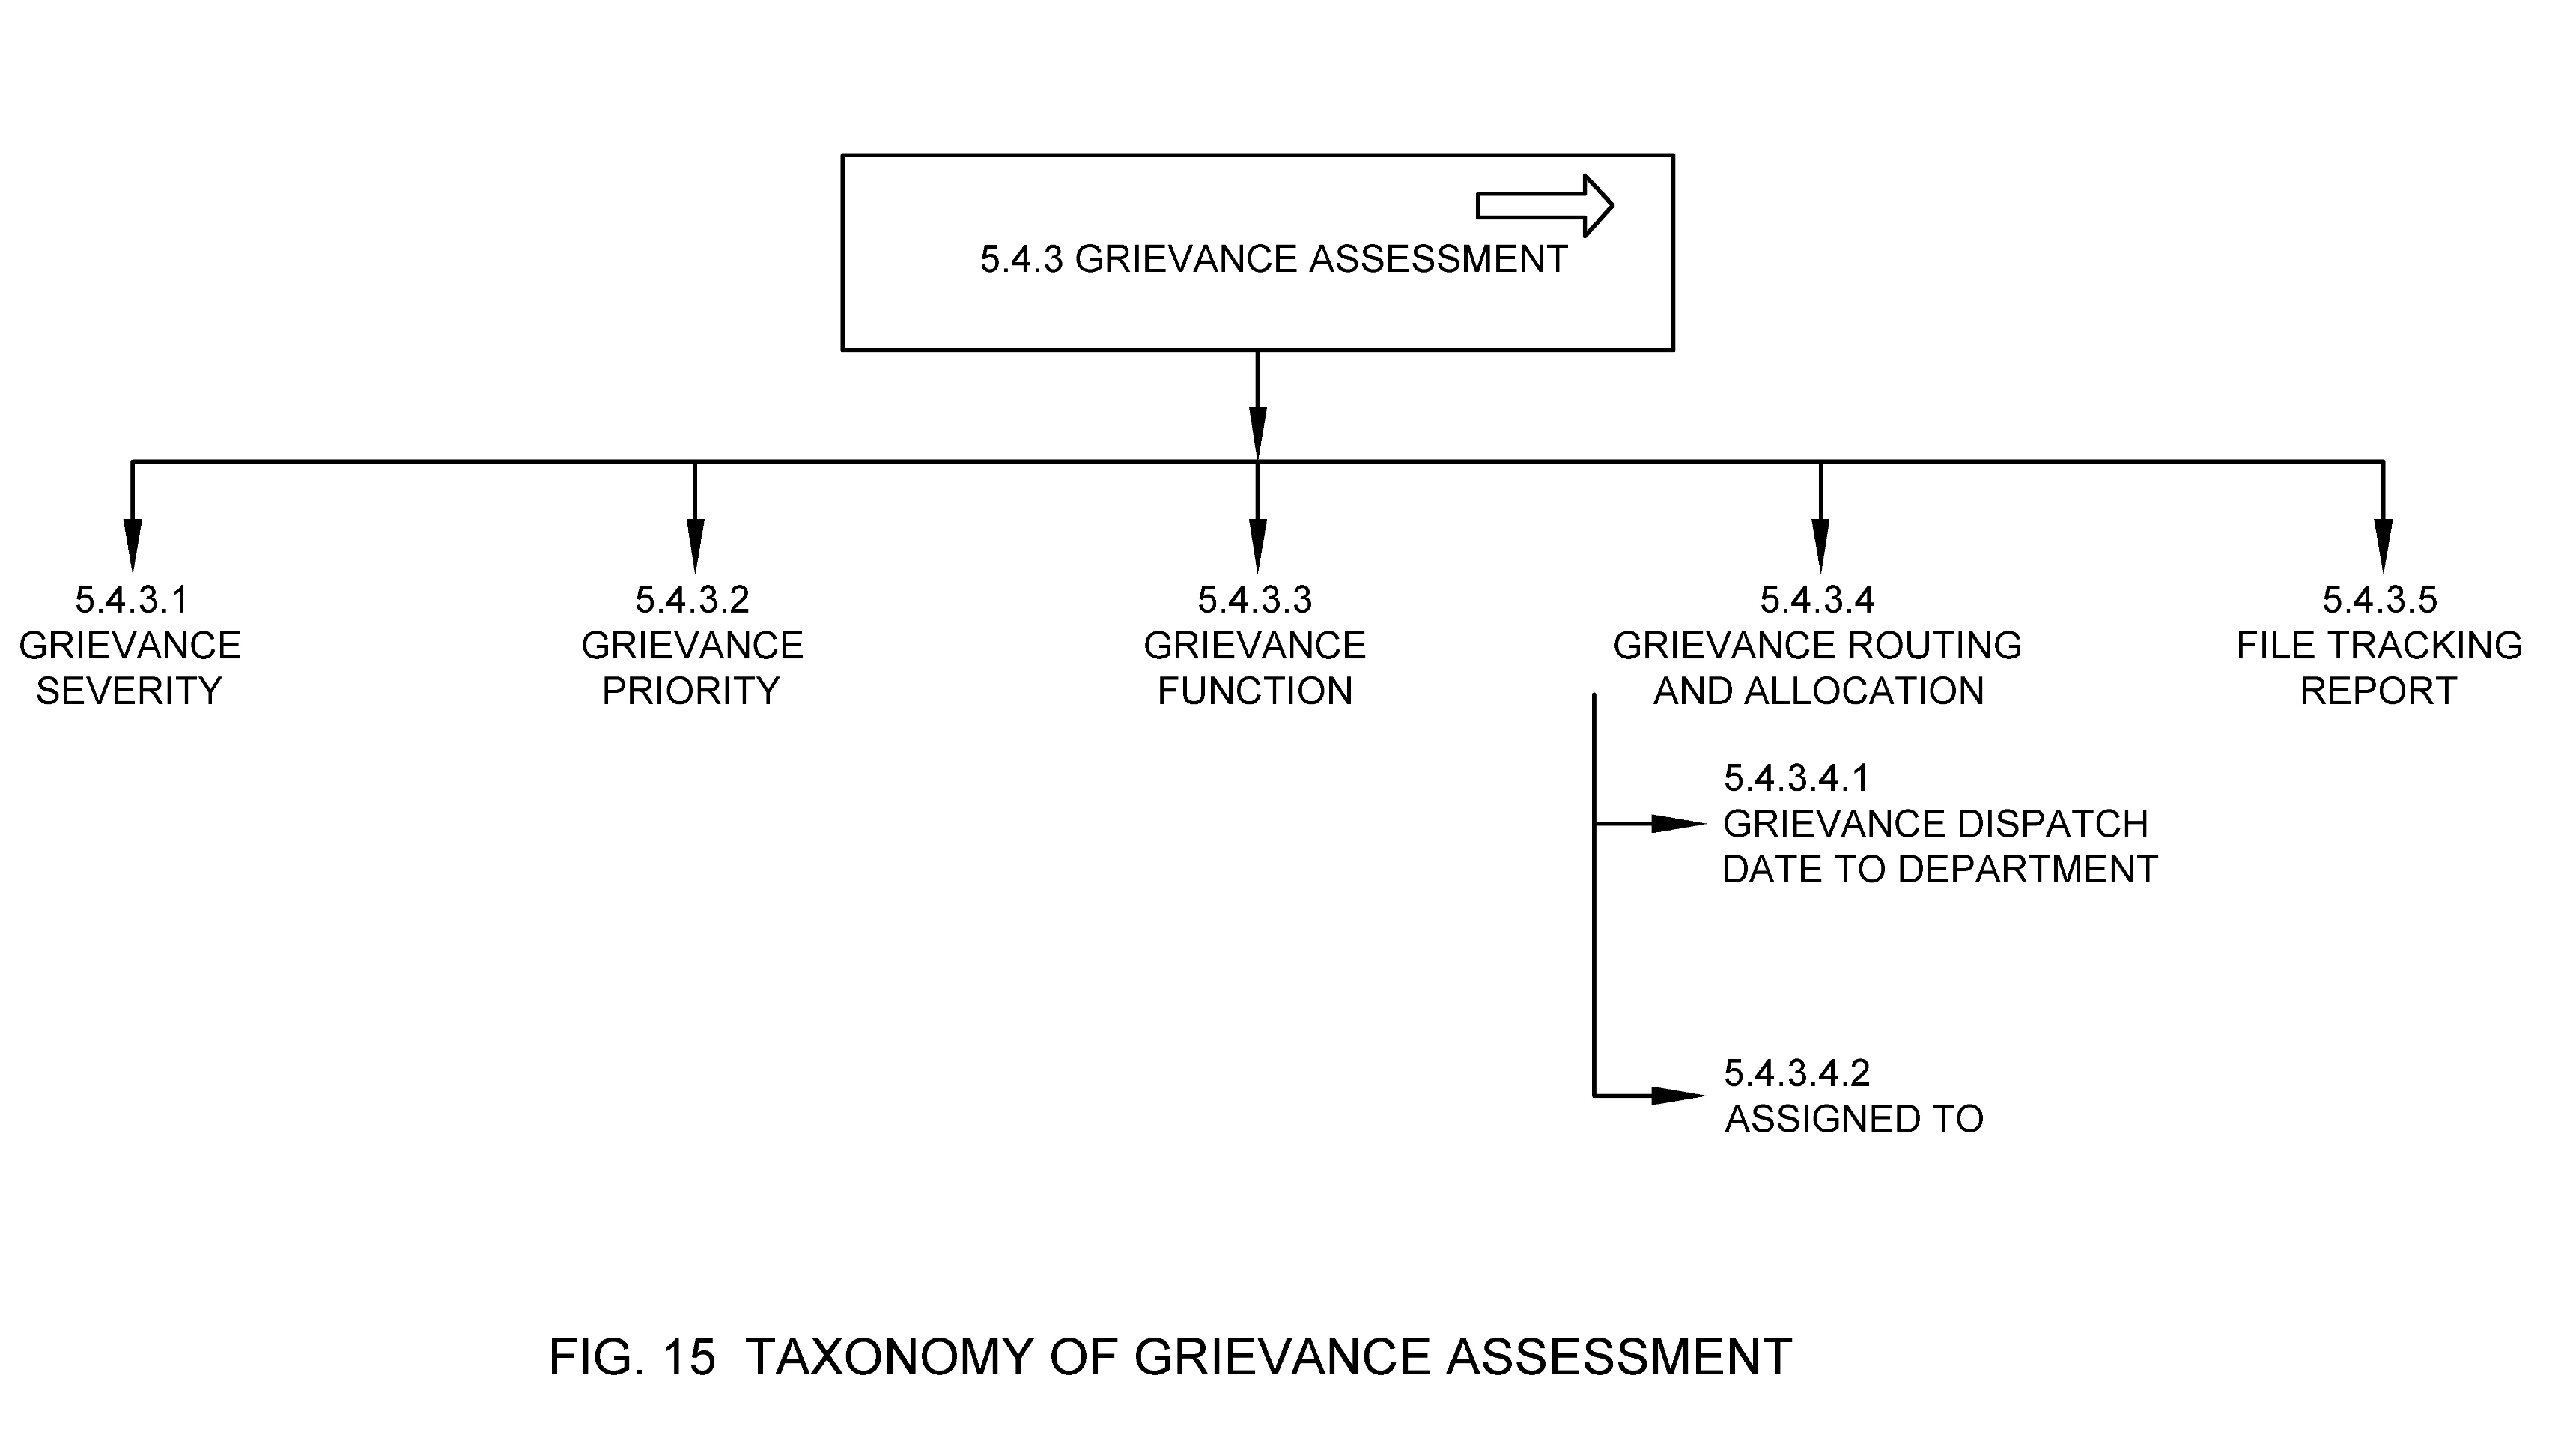 5.4.3 GRIEVANCE ASSESSMENT
5.4.3.1
GRIEVANCE
SEVERITY
5.4.3.2
GRIEVANCE
PRIORITY
5.4.3.3
GRIEVANCE
FUNCTION
5.4.3.4
GRIEVANCE ROUTING
AND ALLOCATION
5.4.3.4.1
GRIEVANCE DISPATCH
DATE TO DEPARTMENT
5.4.3.4.2
ASSIGNED TO
5.4.3.5
FILE TRACKING
REPORT
FIG. 15 TAXONOMY OF GRIEVANCE ASSESSMENT